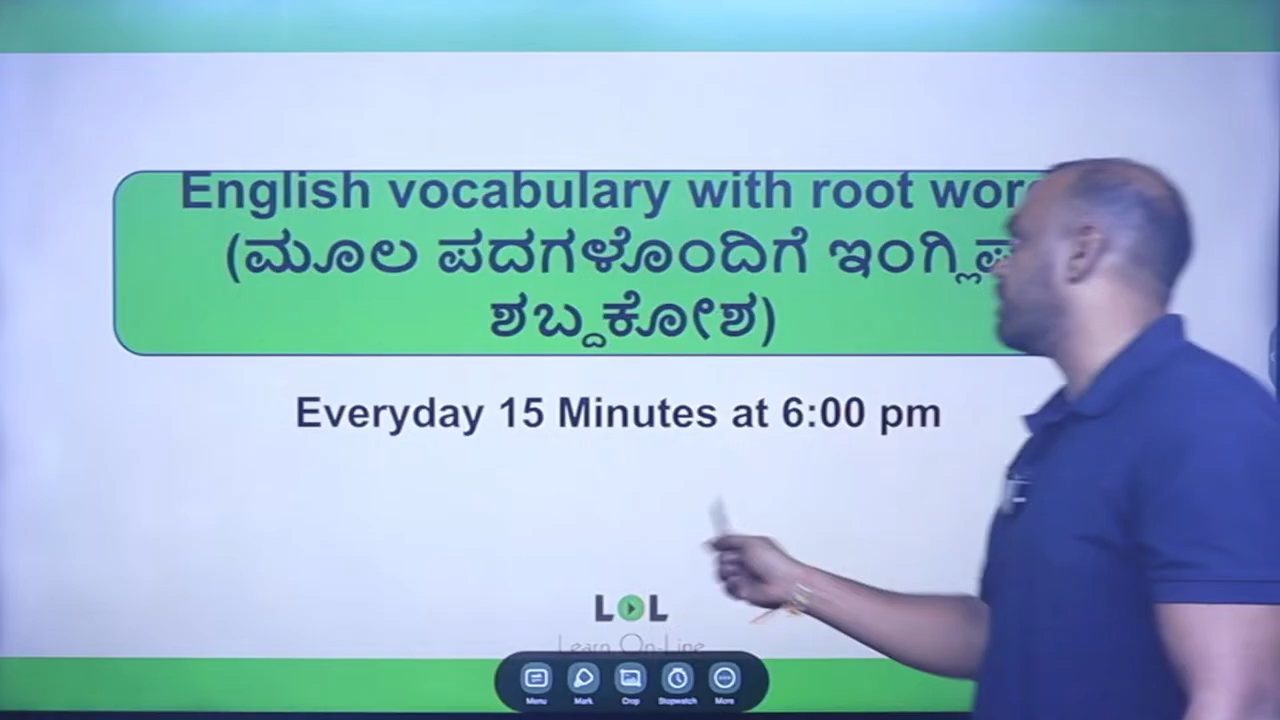 English vocabulary with root
(ಮೂಲ ಪದಗಳೊಂದಿಗೆ
ಶಬ್ದಕೋಶ)
Everyday 15 Minutes at 6:00 pm
LOL
Learn On-Line
Menu Mark Crop Stopwatch More